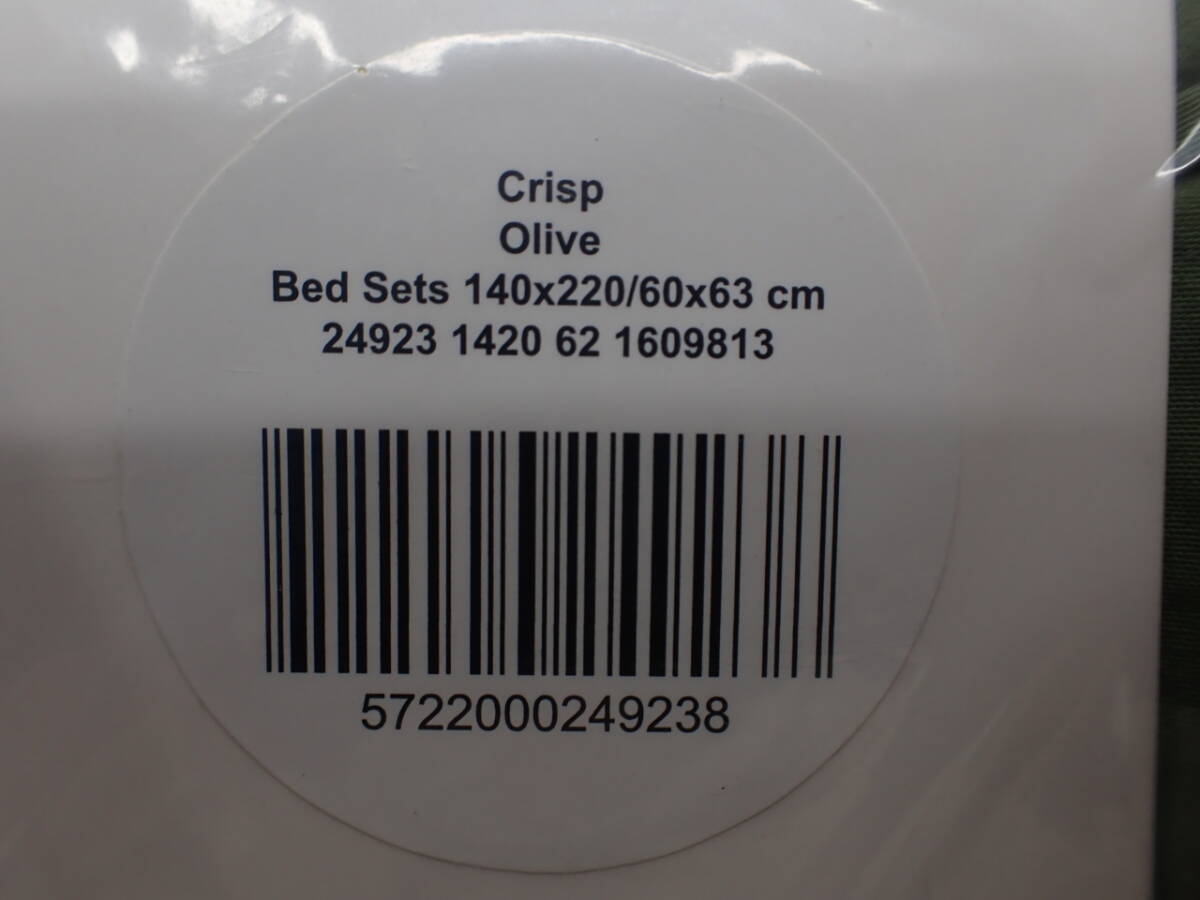 Crisp
Olive
Bed Sets 140x220/60x63 cm
24923 1420 62 1609813
5722000249238